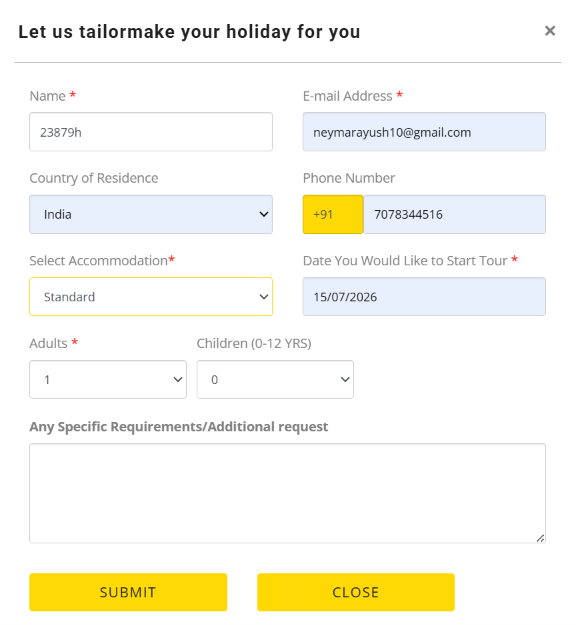 Let us tailormake your holiday for you ×
Name * E-mail Address *
23879h neymarayush10@gmail.com
Country of Residence Phone Number
India +91 7078344516
Select Accommodation* Date You Would Like to Start Tour *
Standard 15/07/2026
Adults * Children (0-12 YRS)
1 0
Any Specific Requirements/Additional request
SUBMIT CLOSE